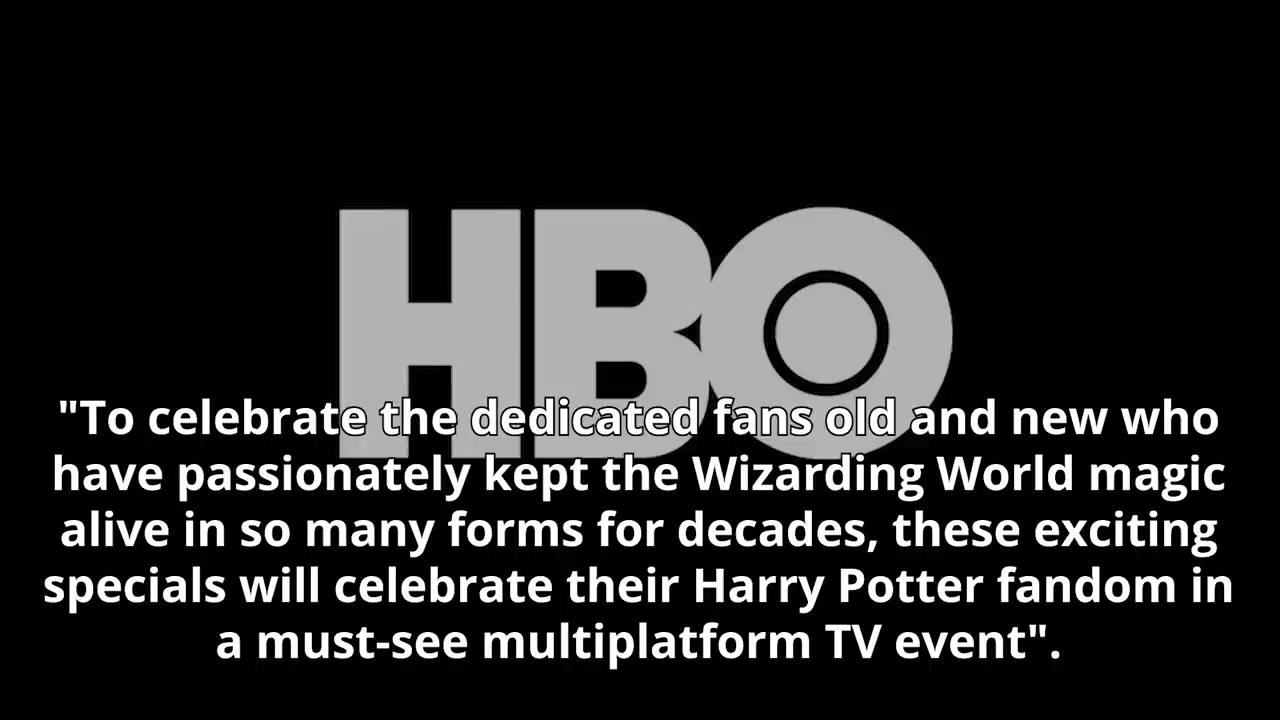 HBO
"To celebrate the dedicated fans old and new who
have passionately kept the Wizarding World magic
alive in so many forms for decades, these exciting
specials will celebrate their Harry Potter fandom in
a must-see multiplatform TV event".